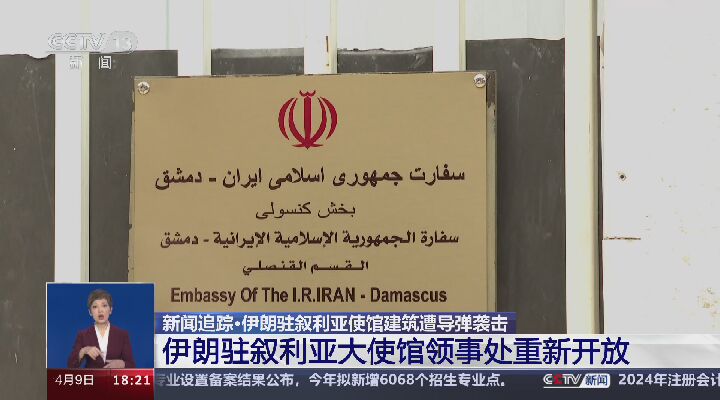 CCTV 13
新闻
سفارت جمهوری اسلامی ایران - دمشق
بخش کنسولی
سفارة الجمهورية الإسلامية الإيرانية - دمشق
القسم القنصلي
Embassy Of The I.R.IRAN - Damascus
新闻追踪·伊朗驻叙利亚使馆建筑遭导弹袭击
伊朗驻叙利亚大使馆领事处重新开放
4月9日 18:21 专业设置备案结果公布，今年拟新增6068个招生专业点。 CCTV 新闻 2024年注册会计